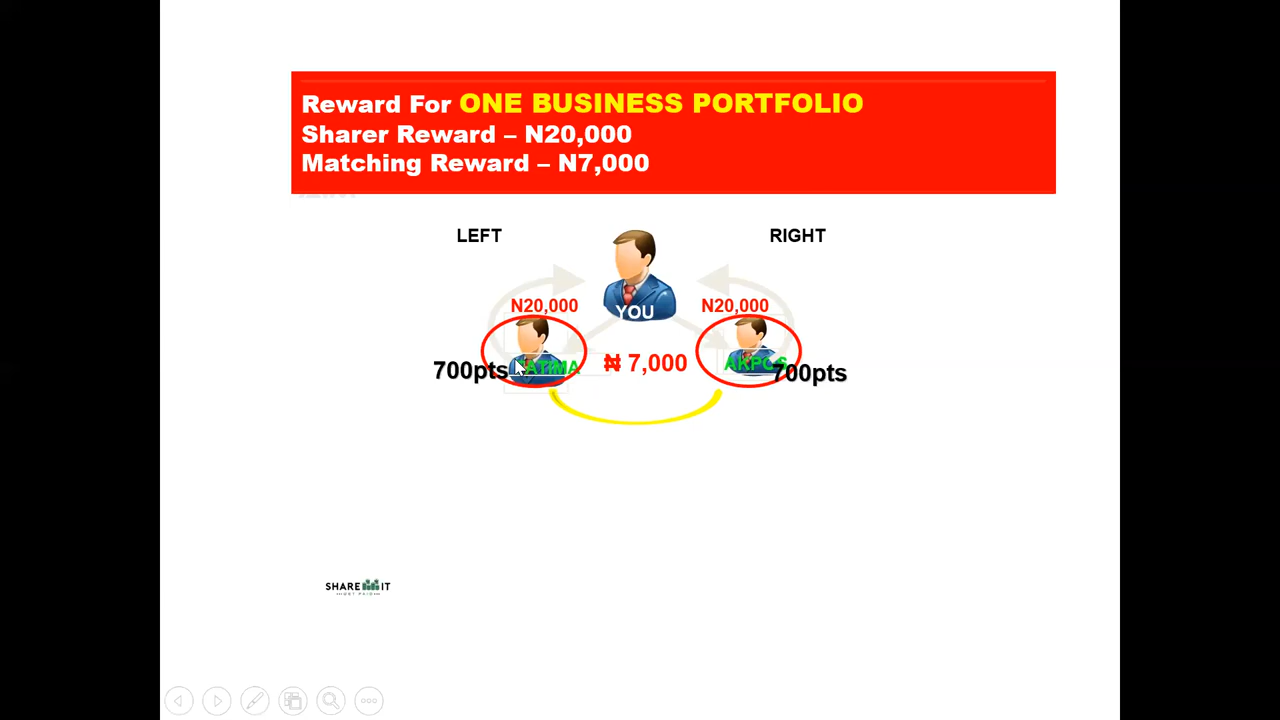 Reward For ONE BUSINESS PORTFOLIO
Sharer Reward – N20,000
Matching Reward – N7,000
LEFT
RIGHT
N20,000
N20,000
YOU
700pts
₦ 7,000
AKPOS
700pts
SHARE IT